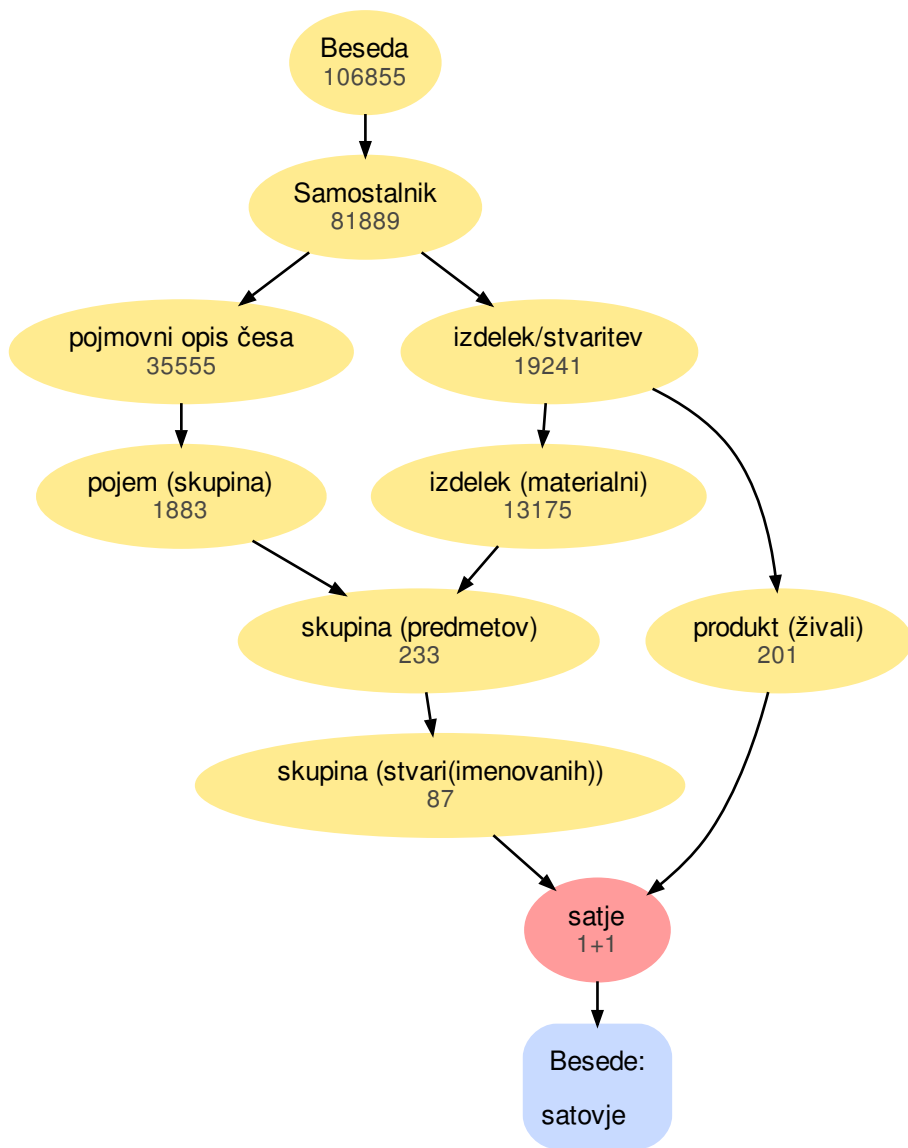 Beseda
106855
Samostalnik
81889
pojmovni opis česa
35555
izdelek/stvaritev
19241
pojem (skupina)
1883
izdelek (materialni)
13175
skupina (predmetov)
233
produkt (živali)
201
skupina (stvari(imenovanih))
87
satje
1+1
Besede:
satovje